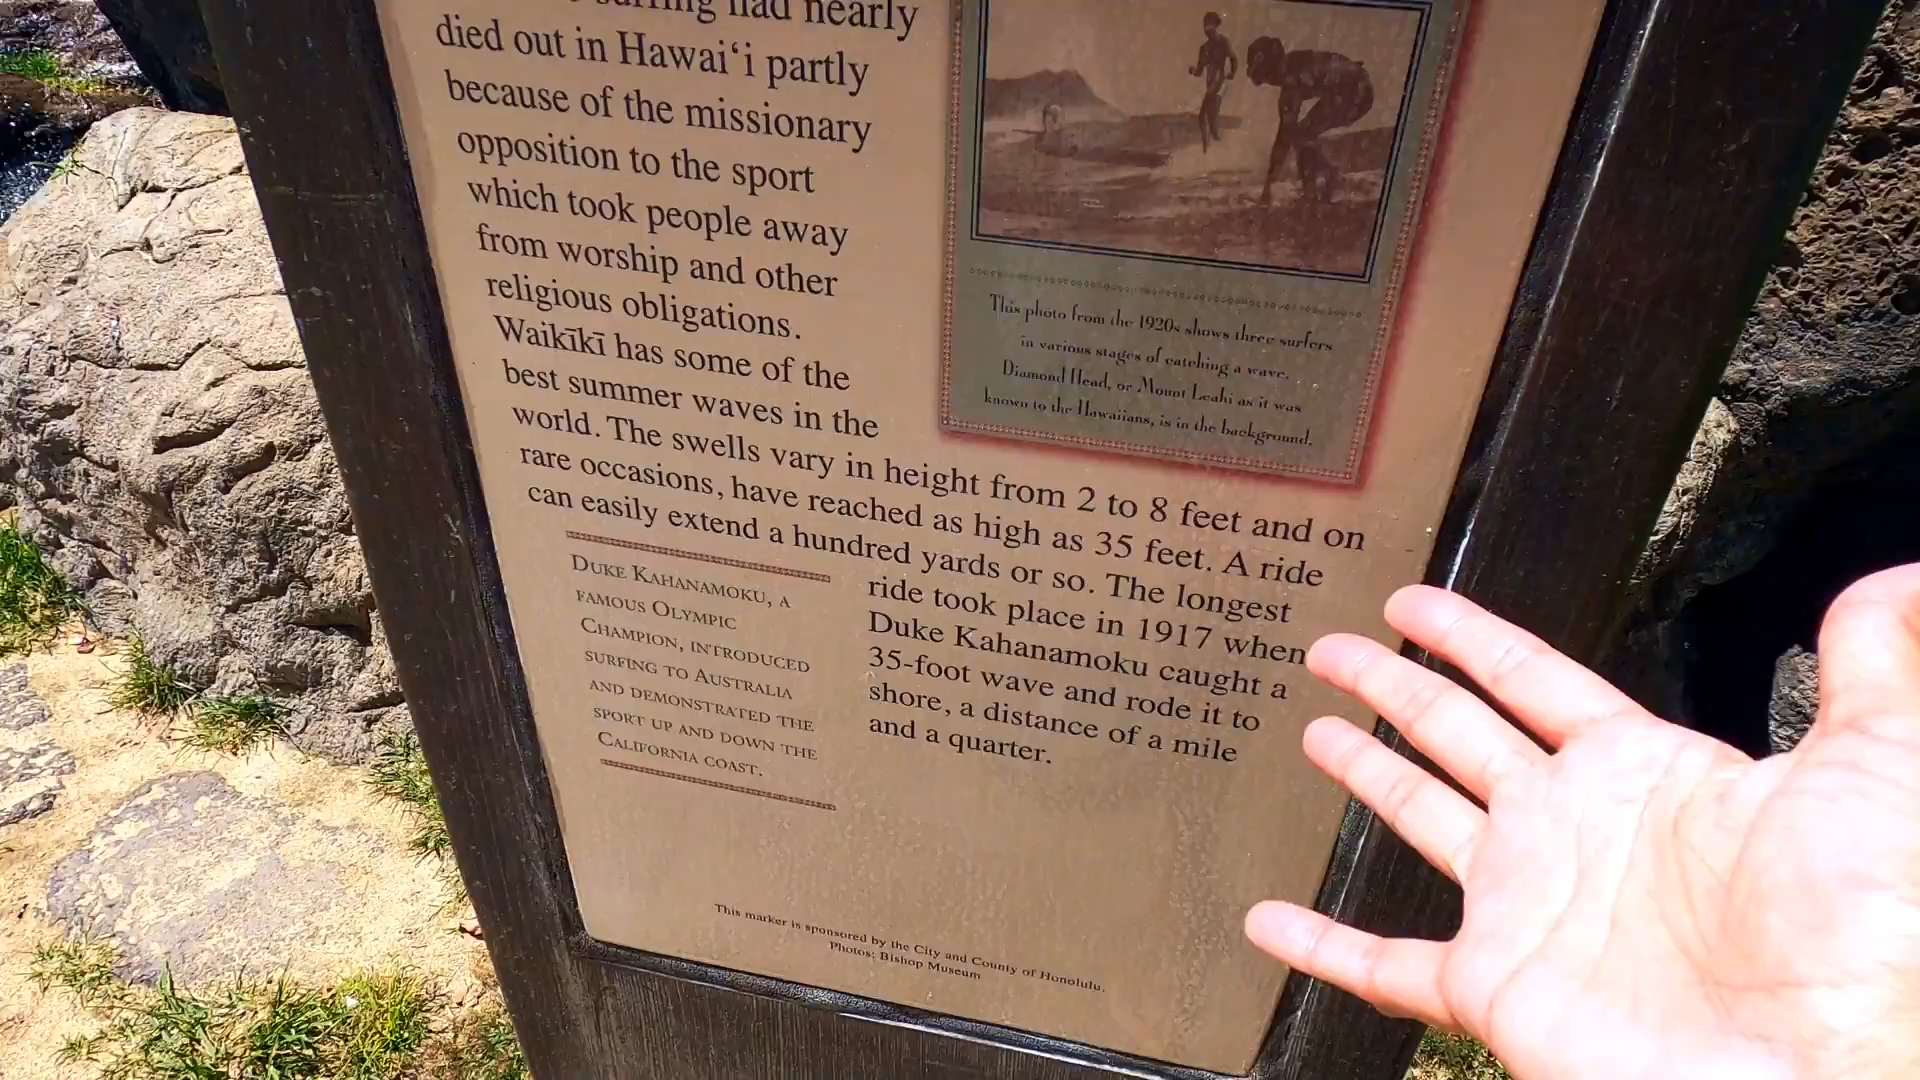 surfing had nearly
died out in Hawai‘i partly
because of the missionary
opposition to the sport
which took people away
from worship and other
religious obligations.
Waikīkī has some of the
best summer waves in the
world. The swells vary in height from 2 to 8 feet and on
rare occasions, have reached as high as 35 feet. A ride
can easily extend a hundred yards or so. The longest
ride took place in 1917 when
Duke Kahanamoku caught a
35-foot wave and rode it to
shore, a distance of a mile
and a quarter.
This photo from the 1920s shows three surfers
in various stages of catching a wave.
Diamond Head, or Mount Leahi as it was
known to the Hawaiians, is in the background.
DUKE KAHANAMOKU, A
FAMOUS OLYMPIC
CHAMPION, INTRODUCED
SURFING TO AUSTRALIA
AND DEMONSTRATED THE
SPORT UP AND DOWN THE
CALIFORNIA COAST.
This marker is sponsored by the City and County of Honolulu.
Photos: Bishop Museum